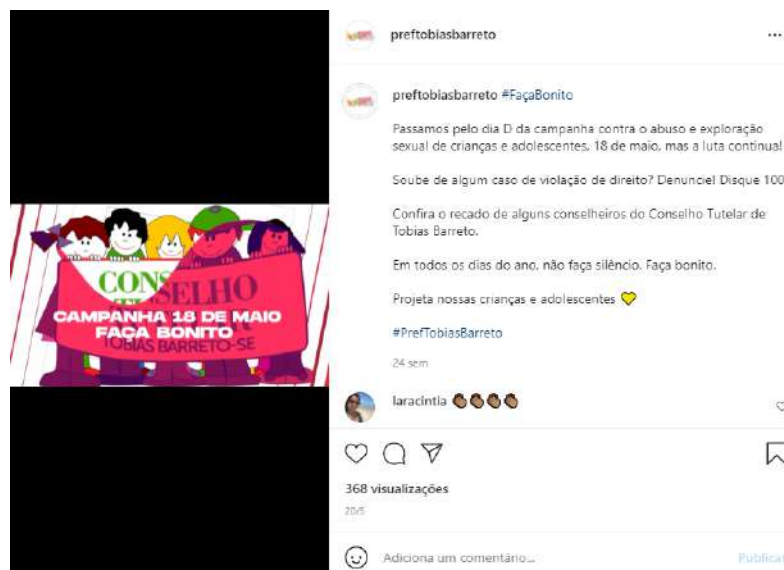 preftobiasbarreto
CONSELHO
CAMPANHA 18 DE MAIO
FAÇA BONITO
TOBIAS BARRETO-SE
preftobiasbarreto #FaçaBonito
Passamos pelo dia D da campanha contra o abuso e exploração
sexual de crianças e adolescentes, 18 de maio, mas a luta continua!
Soube de algum caso de violação de direito? Denuncie! Disque 100
Confira o recado de alguns conselheiros do Conselho Tutelar de
Tobias Barreto.
Em todos os dias do ano, não faça silêncio. Faça bonito.
Projeta nossas crianças e adolescentes 💛
#PrefTobiasBarreto
24 sem
laracintia 👏🏽👏🏽👏🏽👏🏽
368 visualizações
20/5
Adiciona um comentário...
Publicar